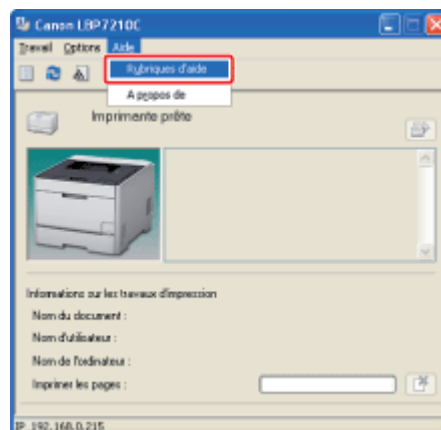 Canon LBP7210C
Travail Options Aide
Rubriques d'aide
A propos de
Imprimante prête
Informations sur les travaux d'impression
Nom du document :
Nom d'utilisateur :
Nom de l'ordinateur :
Imprimer les pages :
IP 192.168.0.215